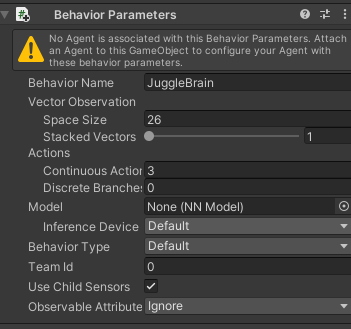 Behavior Parameters
No Agent is associated with this Behavior Parameters. Attach
an Agent to this GameObject to configure your Agent with
these behavior parameters.
Behavior Name JuggleBrain
Vector Observation
Space Size 26
Stacked Vectors 1
Actions
Continuous Action 3
Discrete Branches 0
Model None (NN Model)
Inference Device Default
Behavior Type Default
Team Id 0
Use Child Sensors
Observable Attribute Ignore